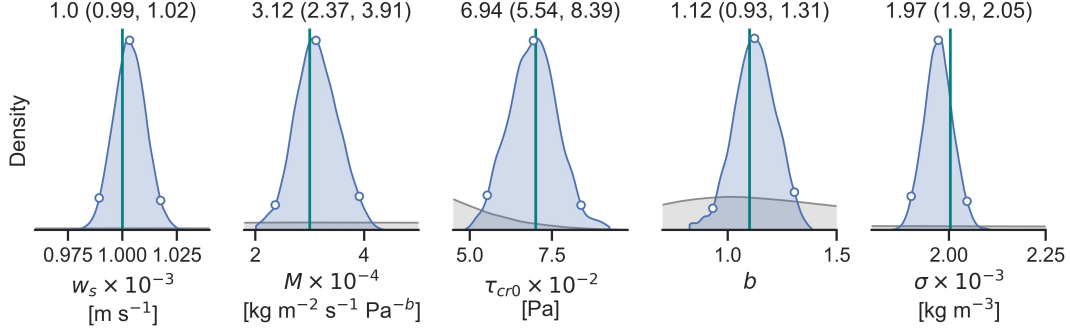 1.0 (0.99, 1.02) 3.12 (2.37, 3.91) 6.94 (5.54, 8.39) 1.12 (0.93, 1.31) 1.97 (1.9, 2.05)
Density
0.975 1.000 1.025 2 4 5.0 7.5 1.0 1.5 2.00 2.25
wₛ × 10⁻³ M × 10⁻⁴ τ_cr0 × 10⁻² b σ × 10⁻³
[m s⁻¹] [kg m⁻² s⁻¹ Pa⁻ᵇ] [Pa] [kg m⁻³]